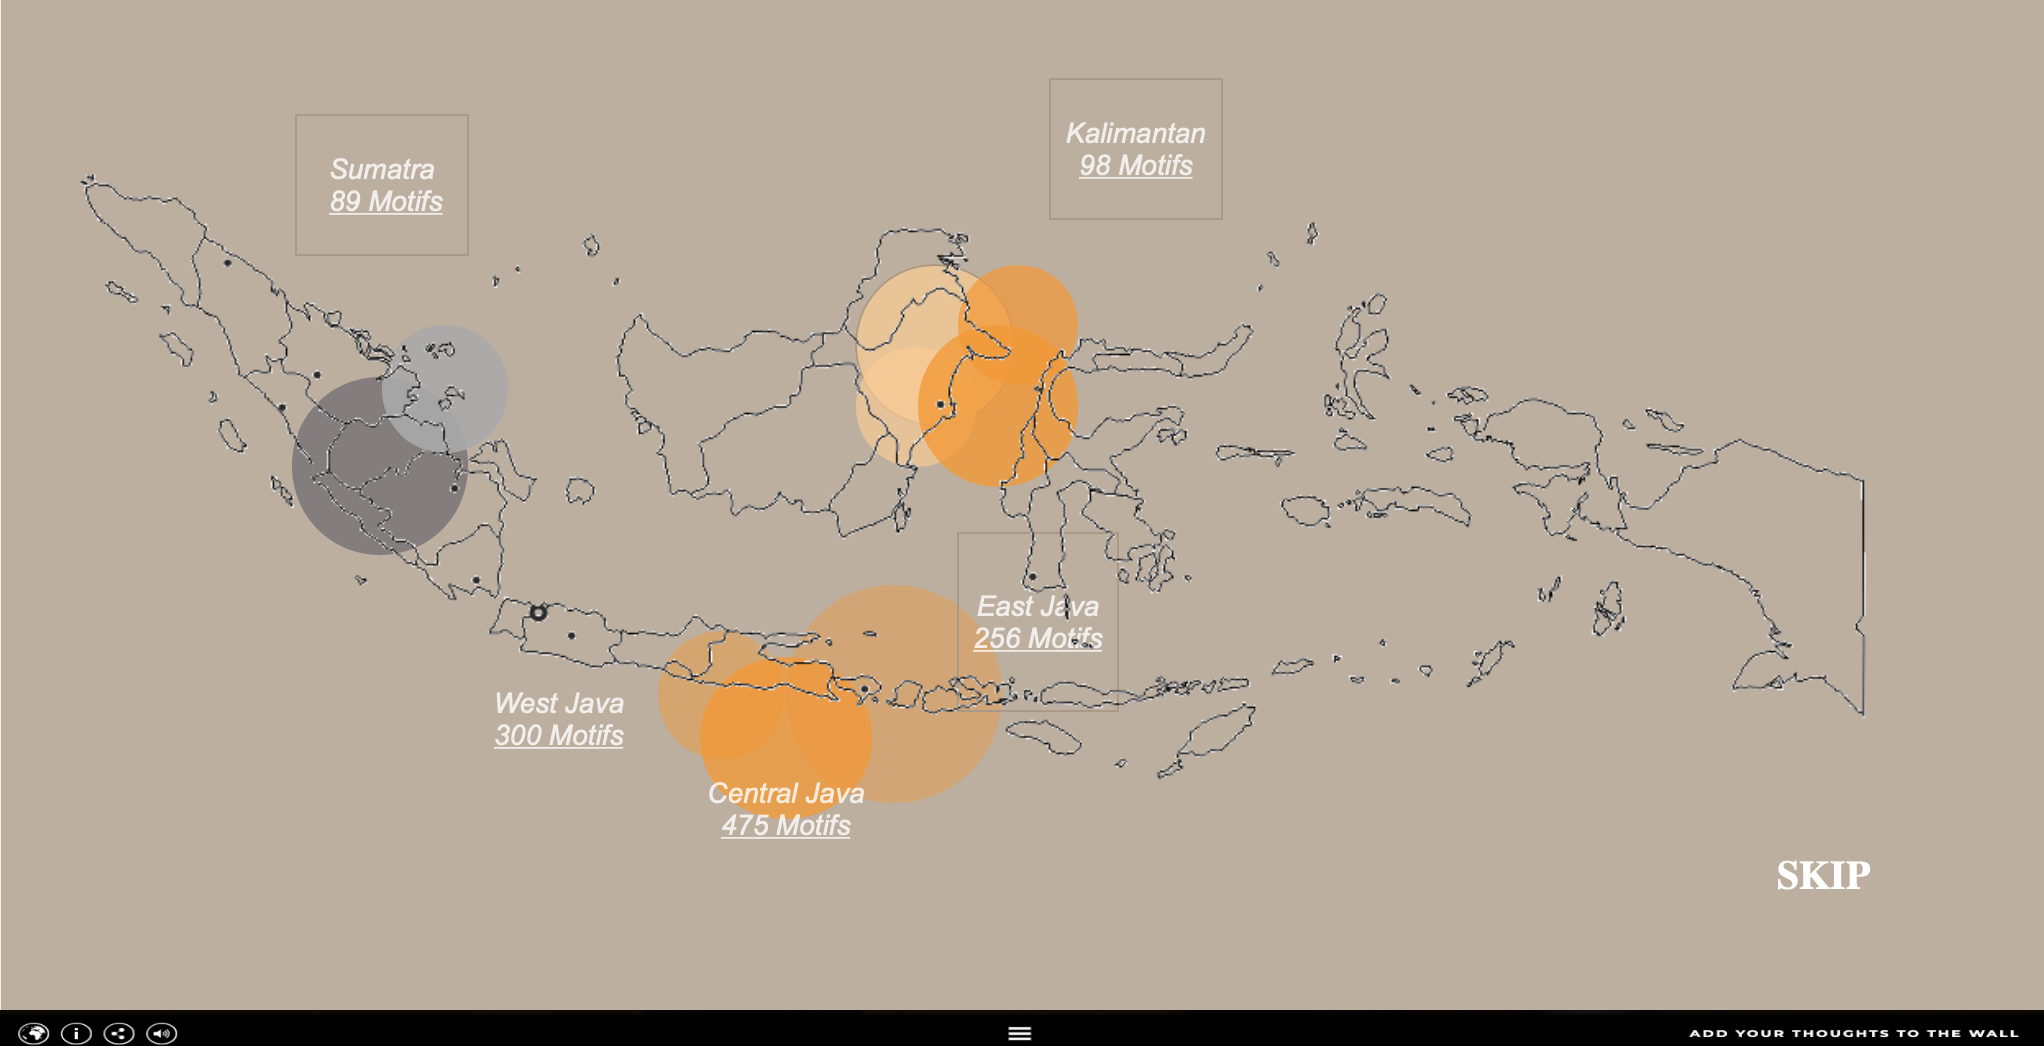 Kalimantan
98 Motifs
Sumatra
89 Motifs
East Java
256 Motifs
West Java
300 Motifs
Central Java
475 Motifs
SKIP
ADD YOUR THOUGHTS TO THE WALL